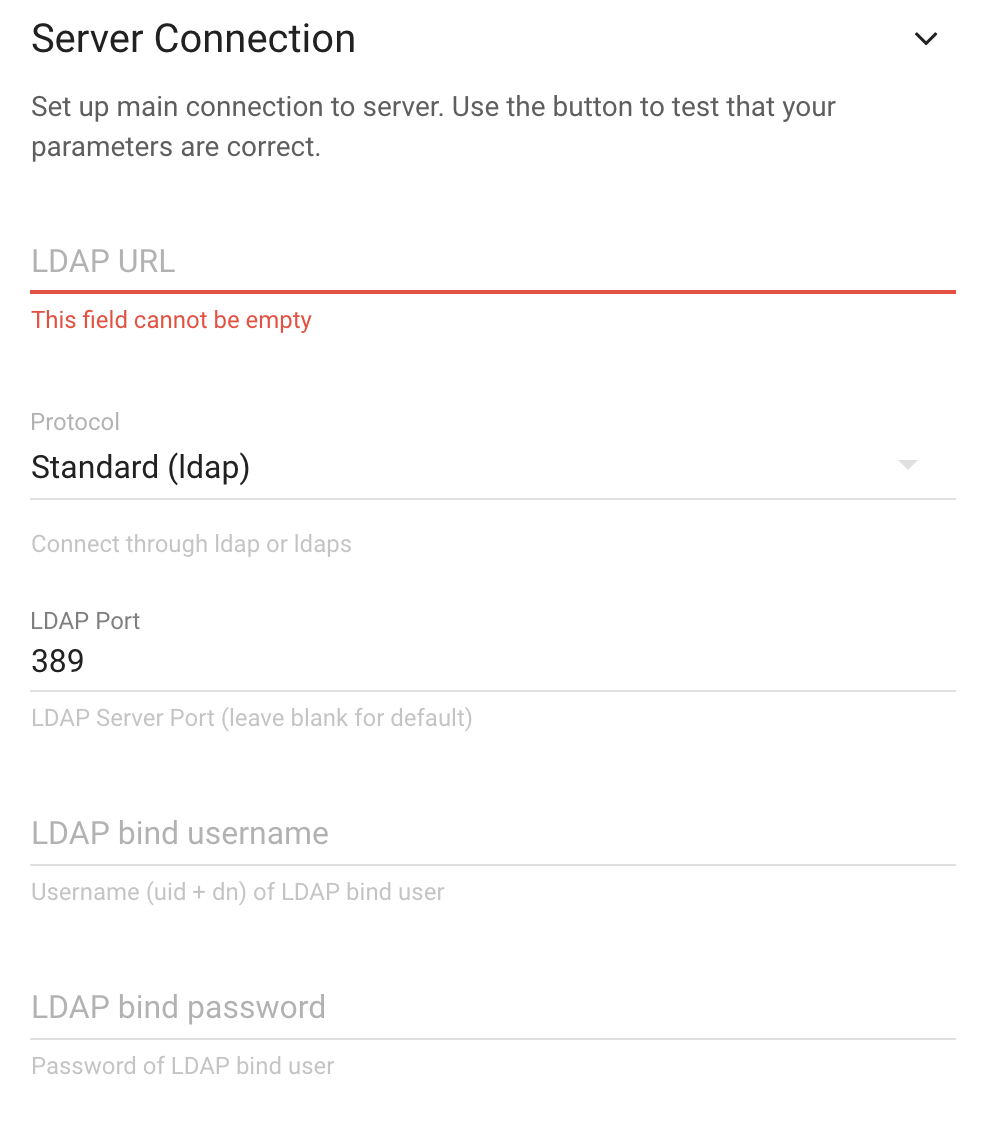 Server Connection
Set up main connection to server. Use the button to test that your
parameters are correct.
LDAP URL
This field cannot be empty
Protocol
Standard (ldap)
Connect through ldap or ldaps
LDAP Port
389
LDAP Server Port (leave blank for default)
LDAP bind username
Username (uid + dn) of LDAP bind user
LDAP bind password
Password of LDAP bind user